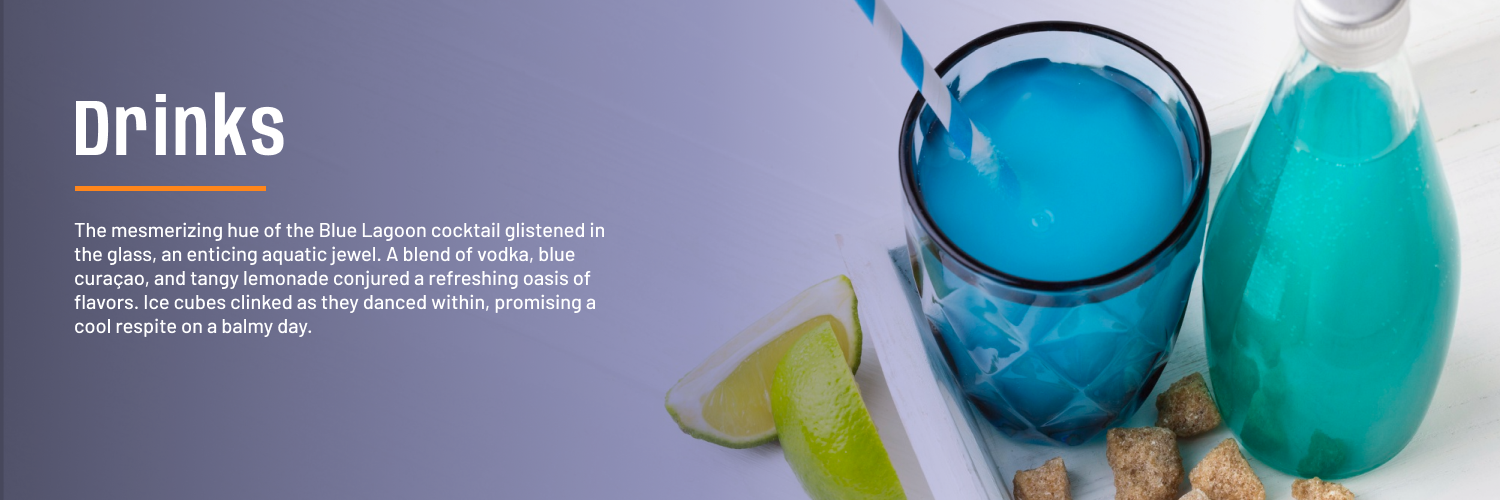 Drinks
The mesmerizing hue of the Blue Lagoon cocktail glistened in
the glass, an enticing aquatic jewel. A blend of vodka, blue
curaçao, and tangy lemonade conjured a refreshing oasis of
flavors. Ice cubes clinked as they danced within, promising a
cool respite on a balmy day.